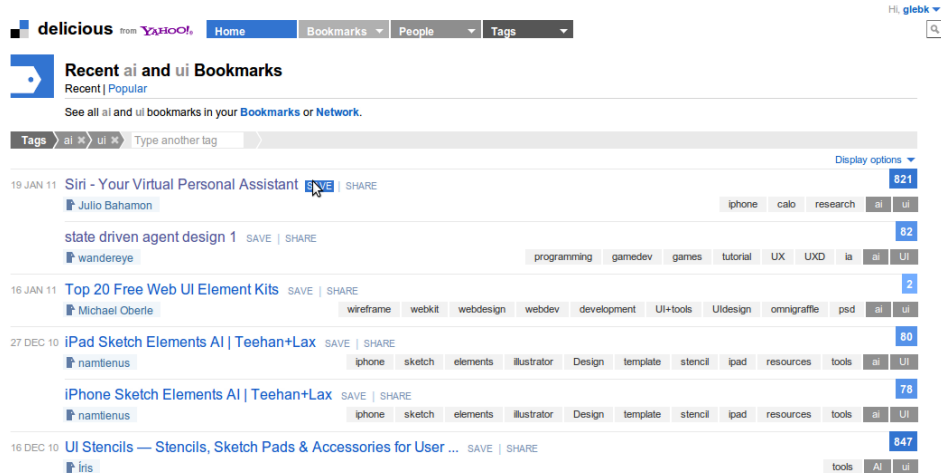 Hi, glebk
delicious from YAHOO!. Home Bookmarks People Tags
Recent ai and ui Bookmarks
Recent | Popular
See all ai and ui bookmarks in your Bookmarks or Network.
Tags ai ui Type another tag
Display options
19 JAN 11 Siri - Your Virtual Personal Assistant SAVE | SHARE 821
Julio Bahamon iphone calo research ai ui
state driven agent design 1 SAVE | SHARE 82
wandereye programming gamedev games tutorial UX UXD ia ai UI
16 JAN 11 Top 20 Free Web UI Element Kits SAVE | SHARE 2
Michael Oberle wireframe webkit webdesign webdev development UI+tools UIdesign omnigraffle psd ai ui
27 DEC 10 iPad Sketch Elements AI | Teehan+Lax SAVE | SHARE 80
namtienus iphone sketch elements illustrator Design template stencil ipad resources tools ai UI
iPhone Sketch Elements AI | Teehan+Lax SAVE | SHARE 78
namtienus iphone sketch elements illustrator Design template stencil ipad resources tools ai UI
16 DEC 10 UI Stencils — Stencils, Sketch Pads & Accessories for User ... SAVE | SHARE 847
Íris tools AI ui